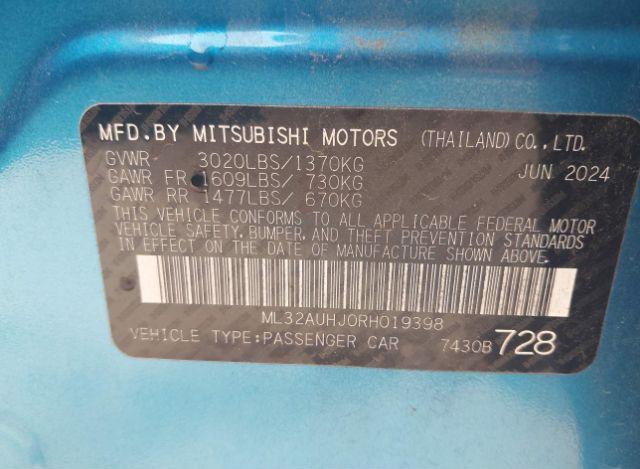 MFD.BY MITSUBISHI MOTORS (THAILAND) CO.,LTD.
GVWR 3020LBS/1370KG JUN 2024
GAWR FR 1609LBS/ 730KG
GAWR RR 1477LBS/ 670KG
THIS VEHICLE CONFORMS TO ALL APPLICABLE FEDERAL MOTOR
VEHICLE SAFETY, BUMPER, AND THEFT PREVENTION STANDARDS
IN EFFECT ON THE DATE OF MANUFACTURE SHOWN ABOVE.
ML32AUHJ0RH019398
VEHICLE TYPE:PASSENGER CAR 7430B 728